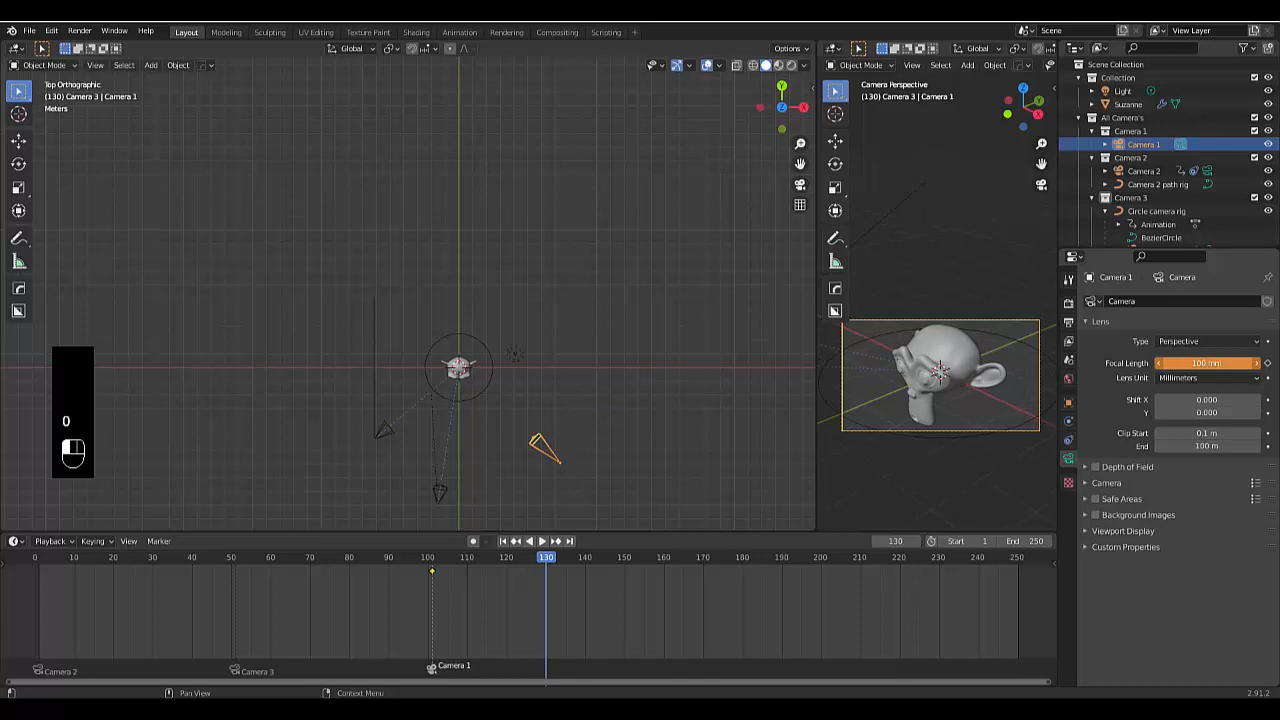 File Edit Render Window Help Layout Modeling Sculpting UV Editing Texture Paint Shading Animation Rendering Compositing Scripting + Scene View Layer
Global Options Global
Object Mode View Select Add Object Object Mode View Select Add Object
Top Orthographic
(130) Camera 3 | Camera 1
Meters
Y
Z
X
Camera Perspective
(130) Camera 3 | Camera 1
Z
Y
X
0
Scene Collection
Collection
Light
Suzanne
All Camera's
Camera 1
Camera 1
Camera 2
Camera 2
Camera 2 path rig
Camera 3
Circle camera rig
Animation
BezierCircle
Camera 1 Camera
Camera
Lens
Type Perspective
Focal Length 100 mm
Lens Unit Millimeters
Shift X 0.000
Y 0.000
Clip Start 0.1 m
End 100 m
Depth of Field
Camera
Safe Areas
Background Images
Viewport Display
Custom Properties
Playback Keying View Marker 130 Start 1 End 250
0 10 20 30 40 50 60 70 80 90 100 110 120 130 140 150 160 170 180 190 200 210 220 230 240 250
Camera 2 Camera 3 Camera 1
Pan View Context Menu 2.91.2